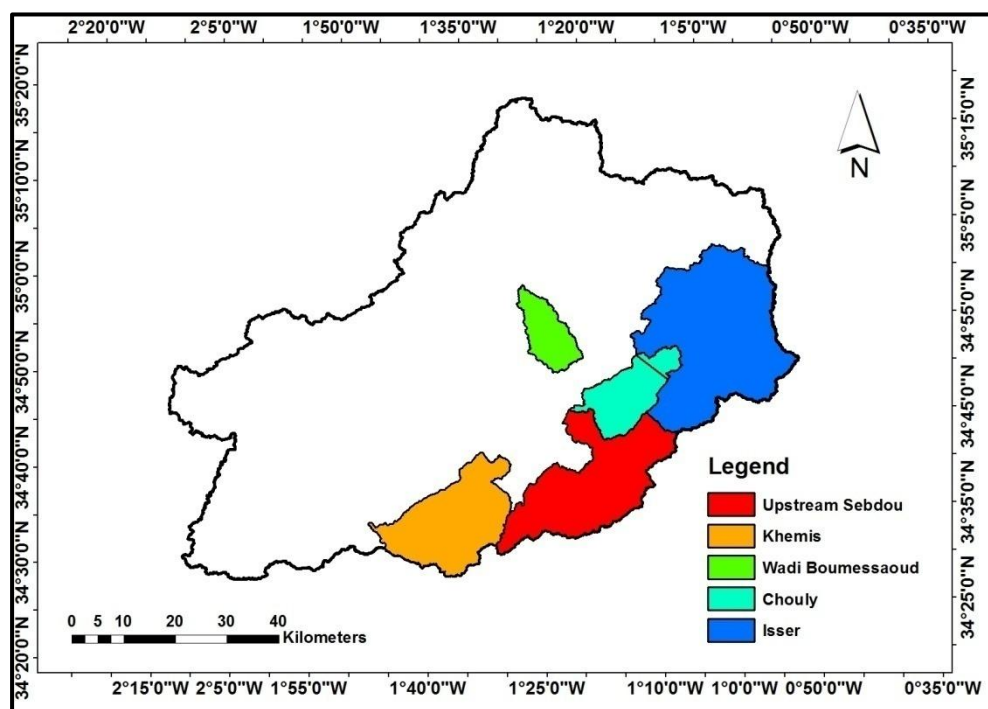 2°20'0"W 2°5'0"W 1°50'0"W 1°35'0"W 1°20'0"W 1°5'0"W 0°50'0"W 0°35'0"W
35°20'0"N
35°10'0"N
35°0'0"N
34°50'0"N
34°40'0"N
34°30'0"N
34°20'0"N
35°15'0"N
35°5'0"N
34°55'0"N
34°45'0"N
34°35'0"N
34°25'0"N
N
Legend
Upstream Sebdou
Khemis
Wadi Boumessaoud
Chouly
Isser
0 5 10 20 30 40
Kilometers
2°15'0"W 2°5'0"W 1°55'0"W 1°40'0"W 1°25'0"W 1°10'0"W 1°0'0"W 0°50'0"W 0°35'0"W